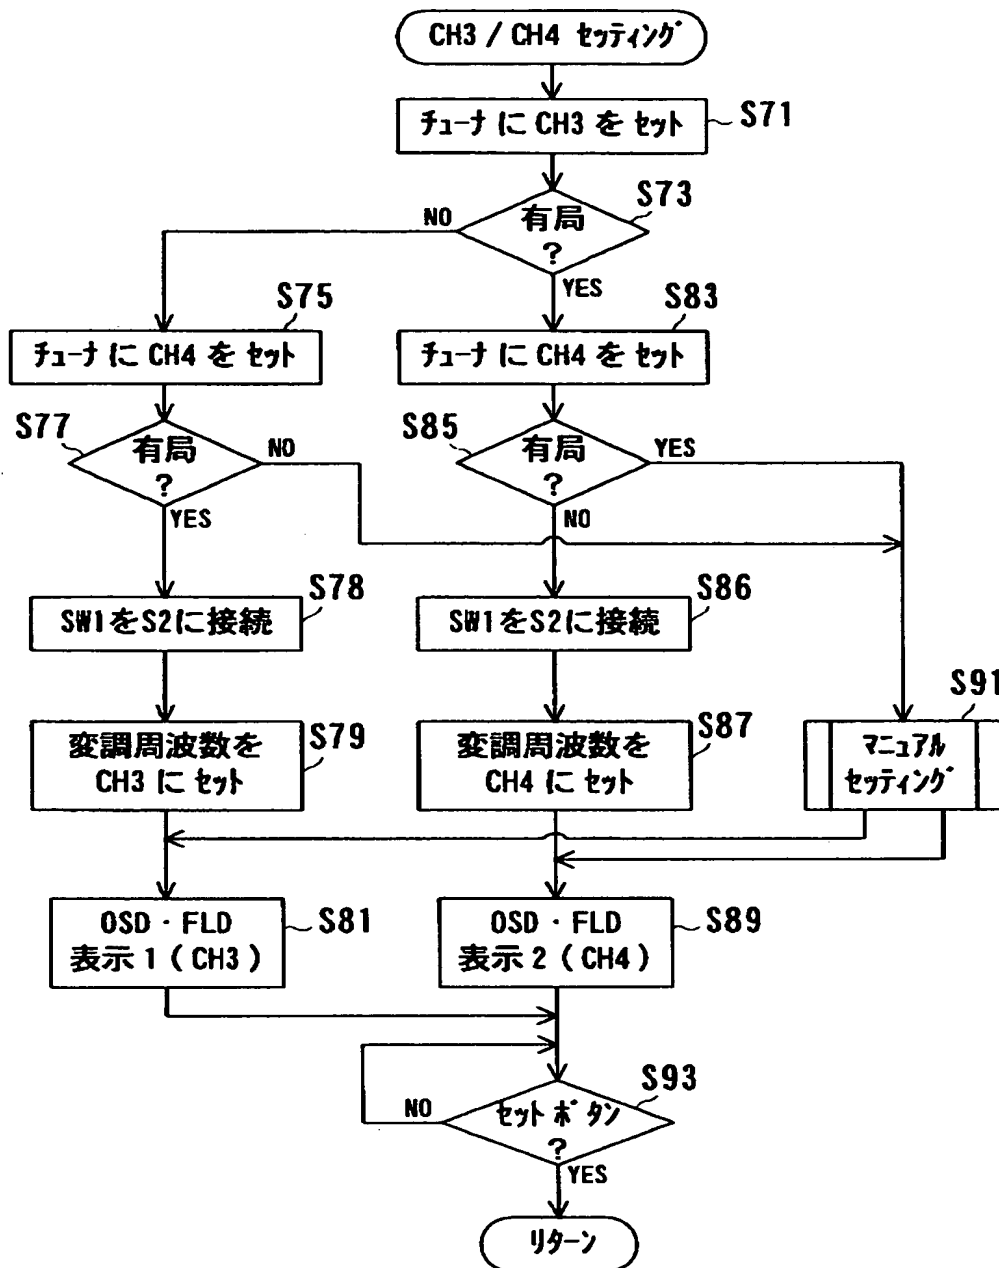 CH3 / CH4 セッティング
チューナ に CH3 を セット
S71
有局
?
S73
NO
YES
S75
チューナ に CH4 を セット
S83
チューナ に CH4 を セット
S77
有局
?
NO
YES
S85
有局
?
YES
NO
S78
SW1をS2に接続
S86
SW1をS2に接続
S79
変調周波数を
CH3 に セット
S87
変調周波数を
CH4 に セット
S91
マニュアル
セッティング
OSD・FLD
表示 1 ( CH3 )
S81
OSD・FLD
表示 2 ( CH4 )
S89
S93
セット ボタン
?
NO
YES
リターン